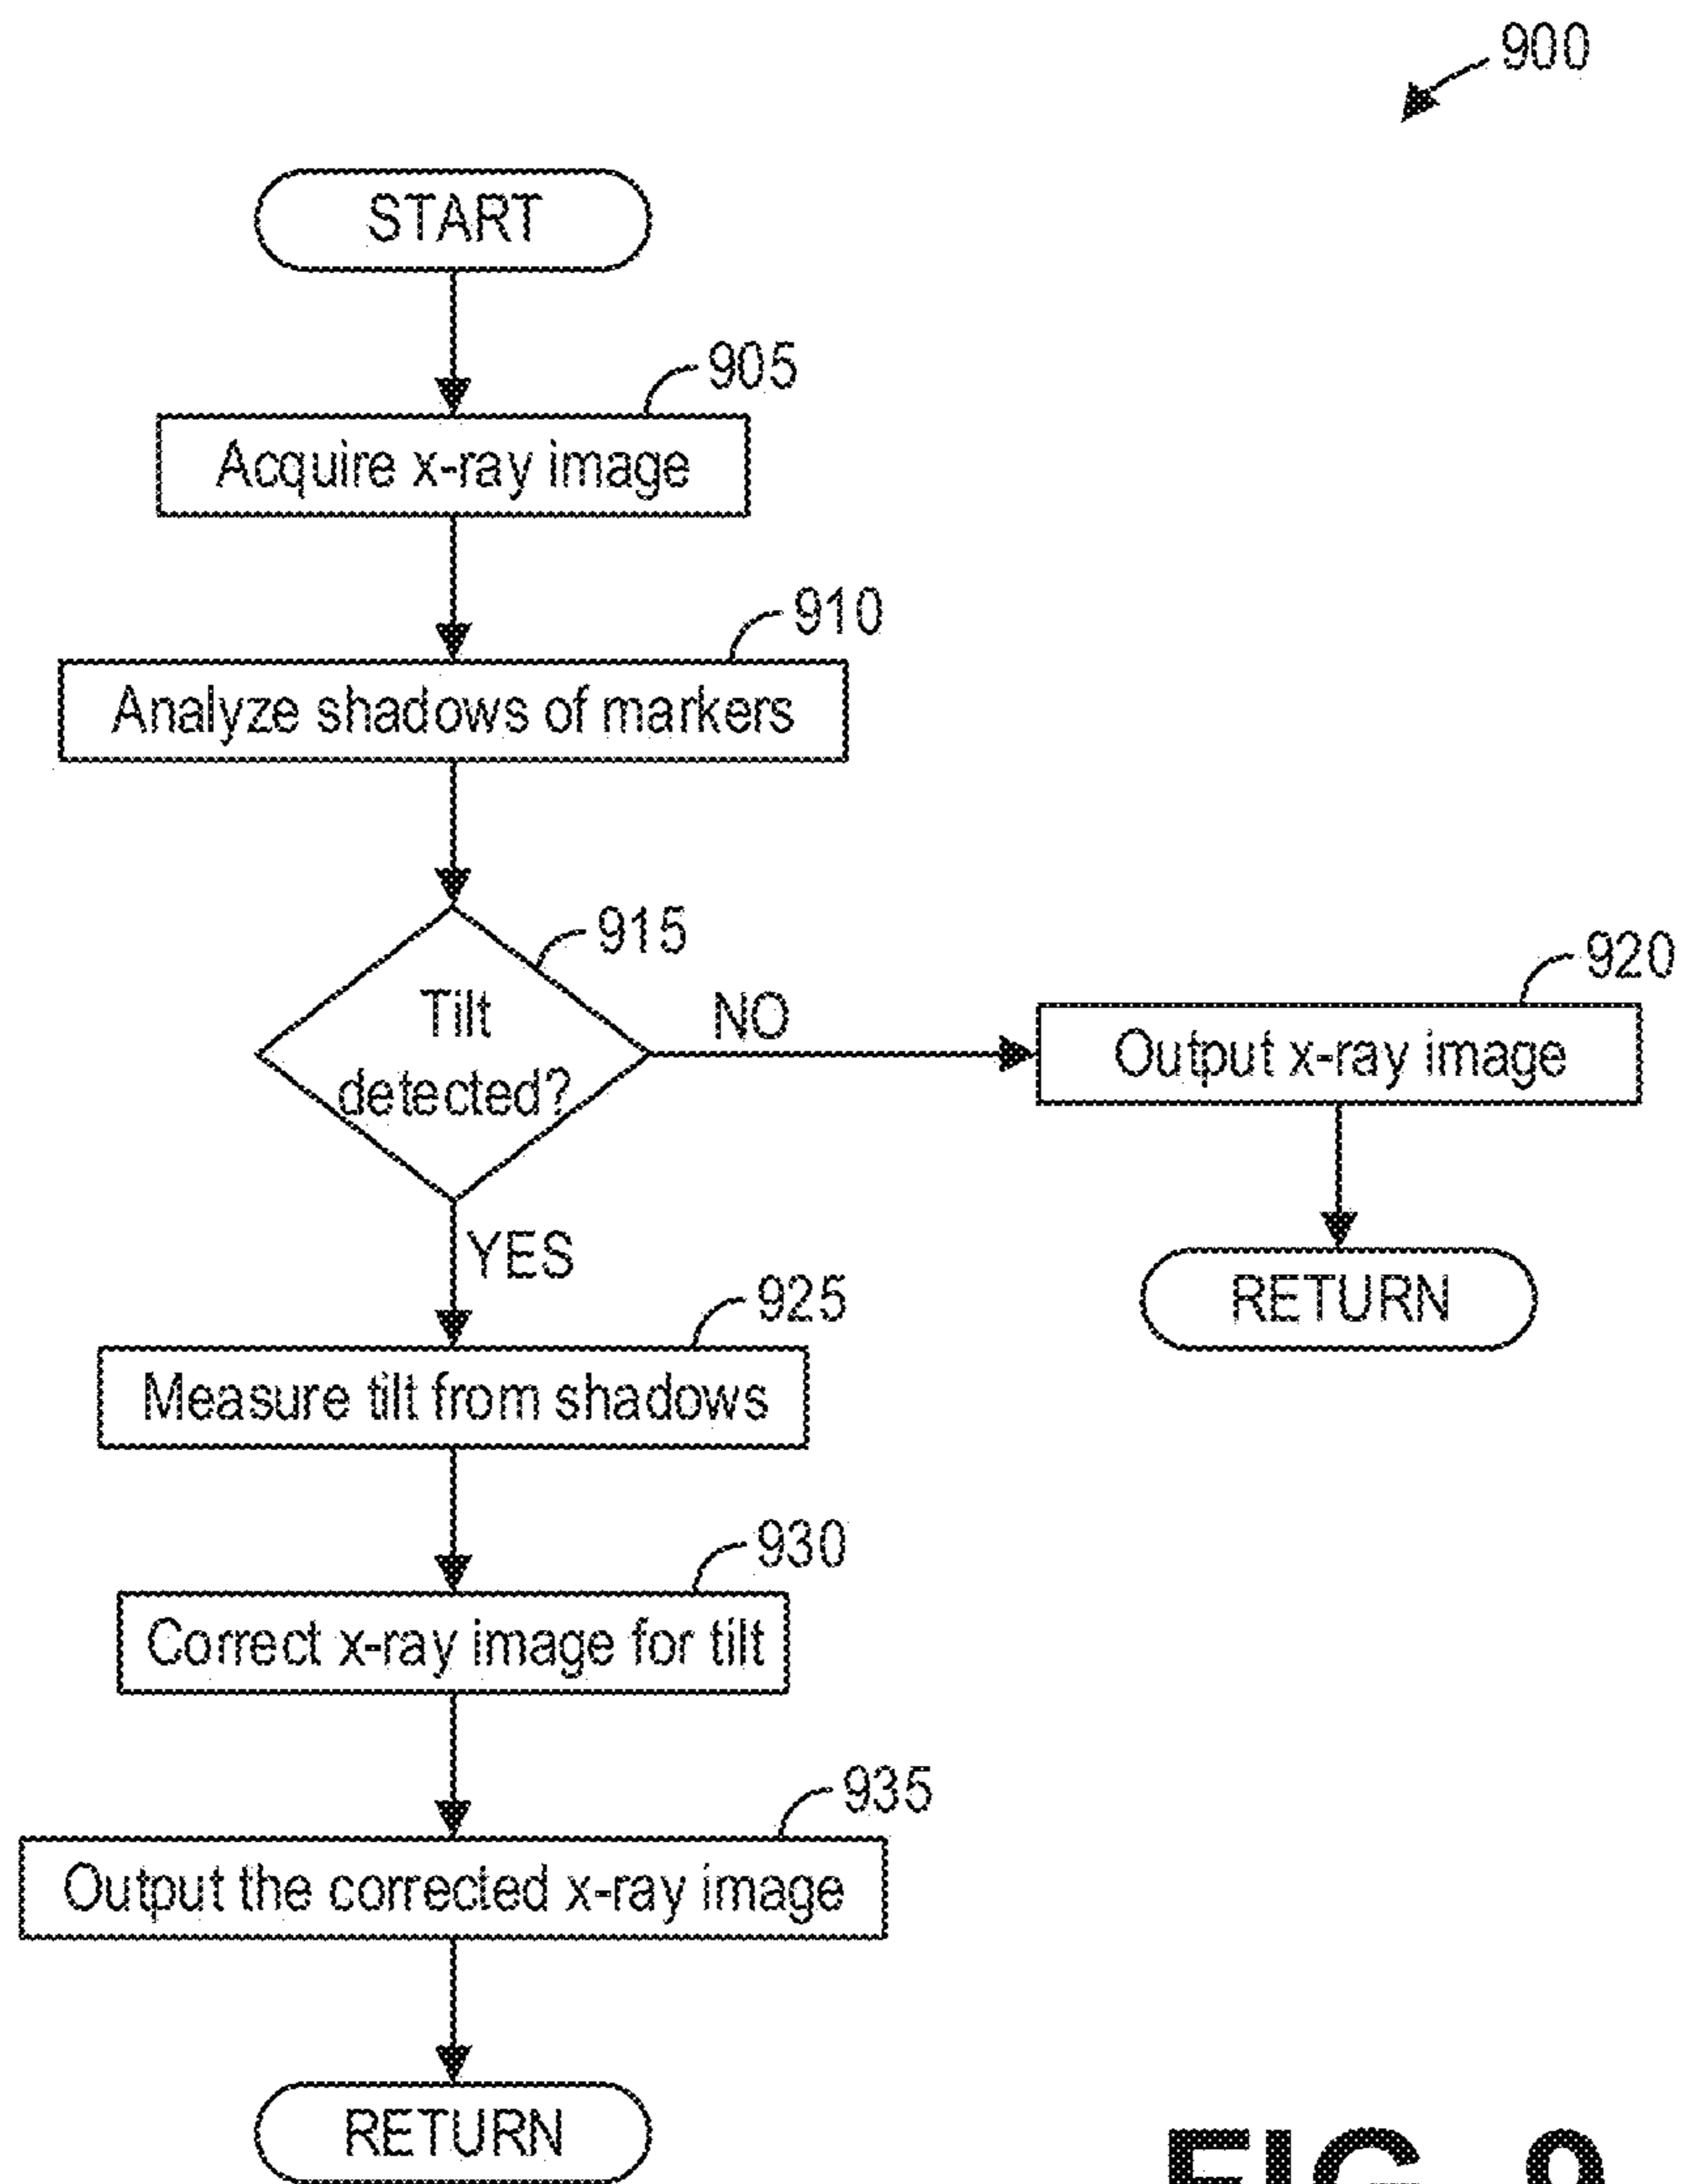 900
START
905
Acquire x-ray image
910
Analyze shadows of markers
915
Tilt
detected?
NO
920
Output x-ray image
RETURN
YES
925
Measure tilt from shadows
930
Correct x-ray image for tilt
935
Output the corrected x-ray image
RETURN
FIG. 9